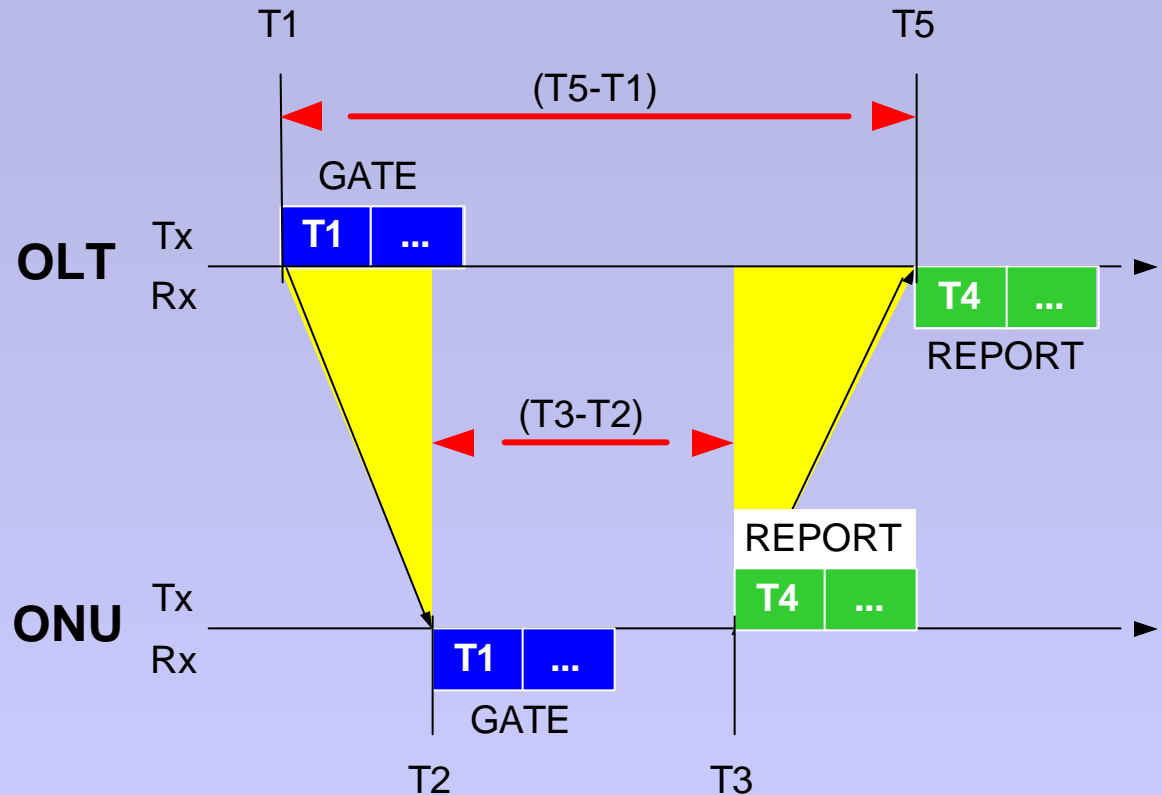 T1
T5
(T5-T1)
GATE
OLT
Tx
T1 ...
Rx
T4 ...
REPORT
(T3-T2)
REPORT
ONU
Tx
T4 ...
Rx
T1 ...
GATE
T2
T3